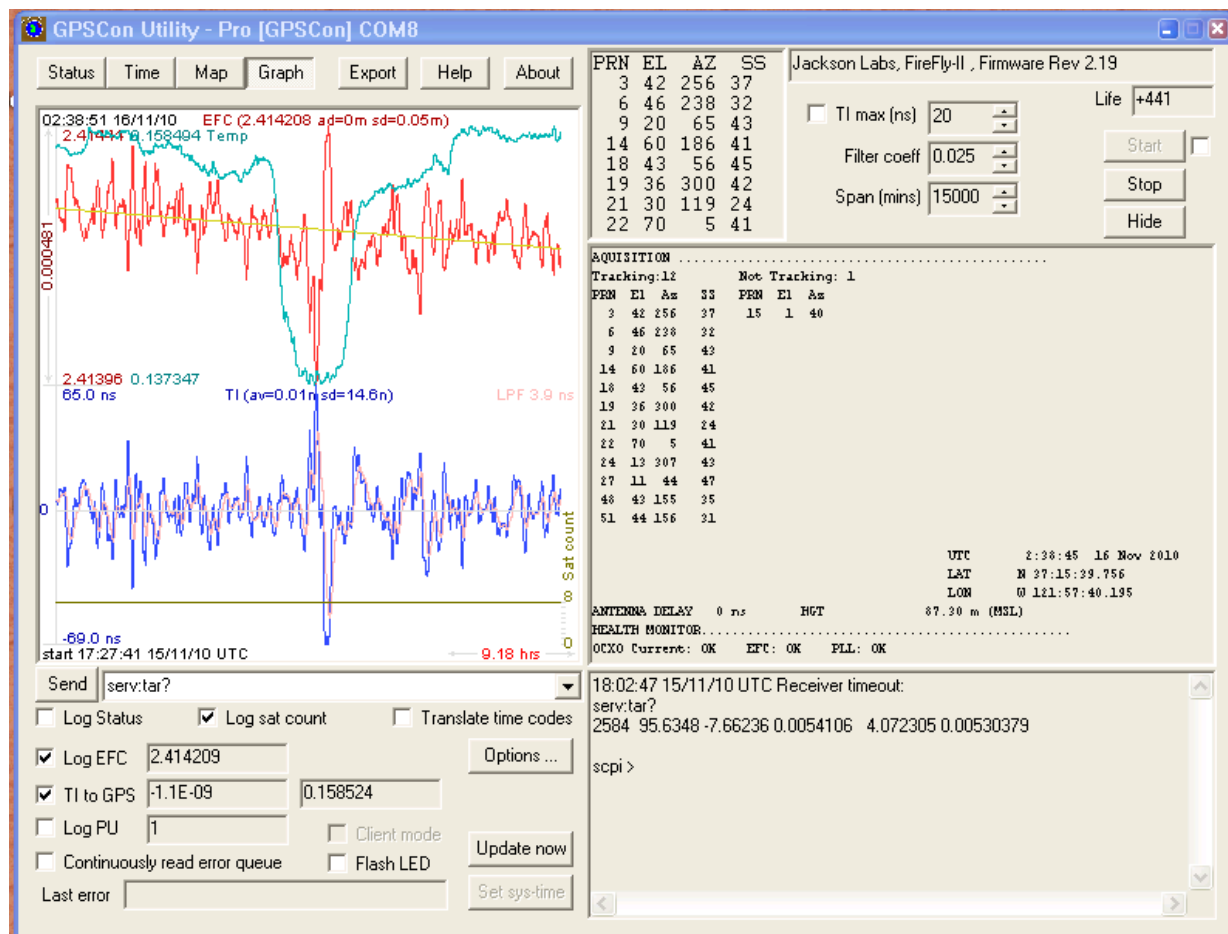 GPSCon Utility - Pro [GPSCon] COM8
Status Time Map Graph Export Help About
02:38:51 16/11/10 EFC (2.414208 ad=0m sd=0.05m)
2.41444 0.158494 Temp
0.000481
2.41396 0.137347
65.0 ns TI (av=0.01n sd=14.6n) LPF 3.9 ns
0
Sat count
8
-69.0 ns 0
start 17:27:41 15/11/10 UTC 9.18 hrs
PRN EL AZ SS
3 42 256 37
6 46 238 32
9 20 65 43
14 60 186 41
18 43 56 45
19 36 300 42
21 30 119 24
22 70 5 41
Jackson Labs, FireFly-II , Firmware Rev 2.19
Life +441
TI max (ns) 20
Filter coeff 0.025
Span (mins) 15000
Start
Stop
Hide
AQUISITION ................................................
Tracking:12 Not Tracking: 1
PRN El Az SS PRN El Az
3 42 256 37 15 1 40
6 46 238 32
9 20 65 43
14 60 186 41
18 43 56 45
19 36 300 42
21 30 119 24
22 70 5 41
24 13 307 43
27 11 44 47
48 43 155 35
51 44 156 31
UTC 2:38:45 16 Nov 2010
LAT N 37:15:39.756
LON W 121:57:40.195
ANTENNA DELAY 0 ns HGT 87.30 m (MSL)
HEALTH MONITOR................................................
OCXO Current: OK EFC: OK PLL: OK
Send serv:tar?
Log Status Log sat count Translate time codes
Log EFC 2.414209 Options ...
TI to GPS -1.1E-09 0.158524
Log PU 1 Client mode
Update now
Continuously read error queue Flash LED
Last error Set sys-time
18:02:47 15/11/10 UTC Receiver timeout:
serv:tar?
2584 95.6348 -7.66236 0.0054106 4.072305 0.00530379
scpi >